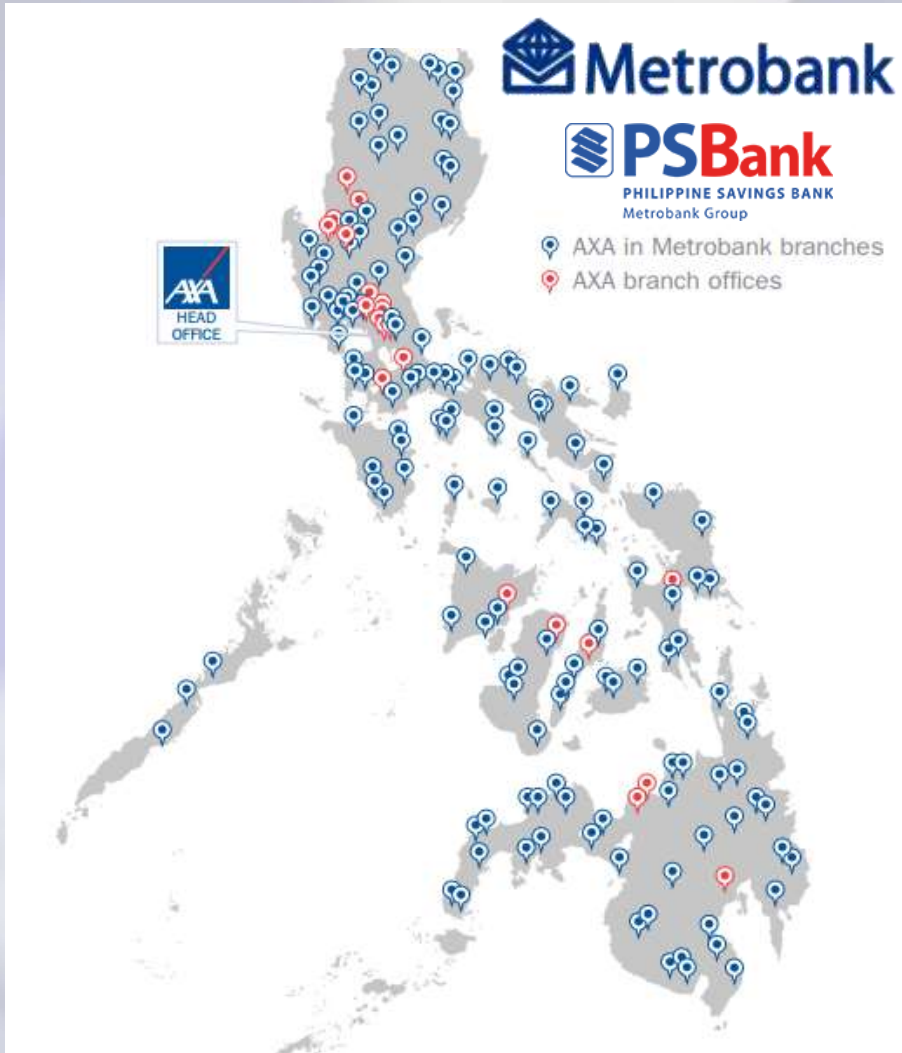 Metrobank
PSBank
PHILIPPINE SAVINGS BANK
Metrobank Group
AXA in Metrobank branches
AXA branch offices
AXA
HEAD
OFFICE